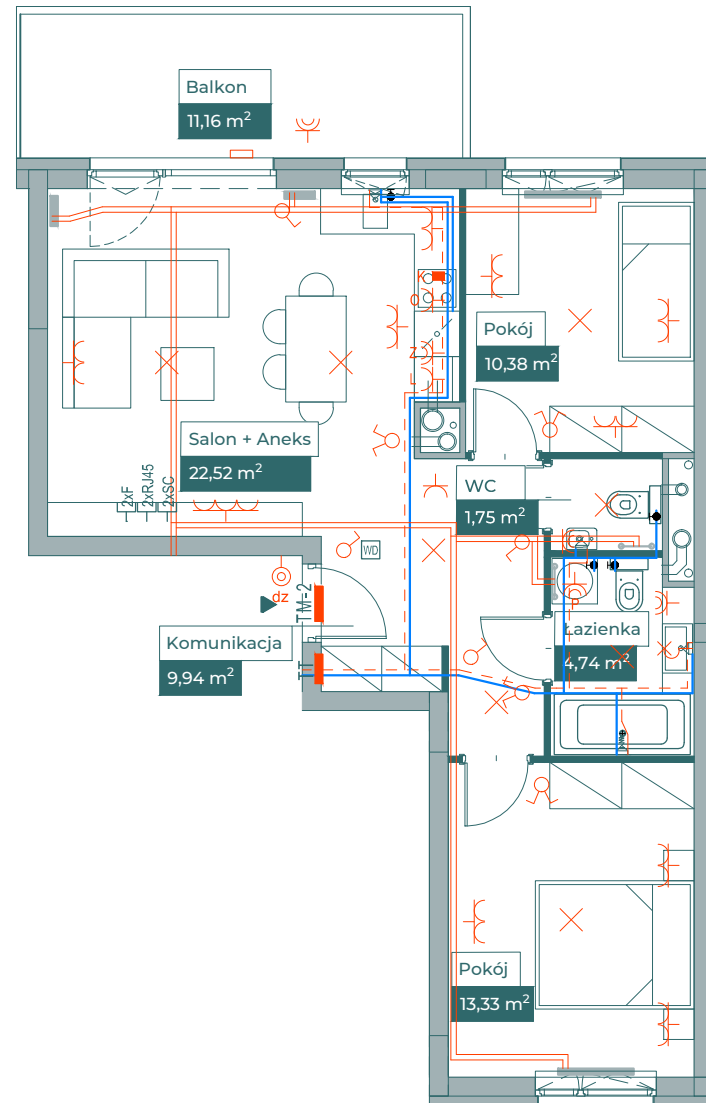 Balkon
11,16 m²
K
O
Pokój
10,38 m²
Z
L
Salon + Aneks
22,52 m²
WC
1,75 m²
2xF
2xRJ45
2xSC
WD
dz
TM-2
P
Komunikacja
9,94 m²
Łazienka
4,74 m²
Pokój
13,33 m²